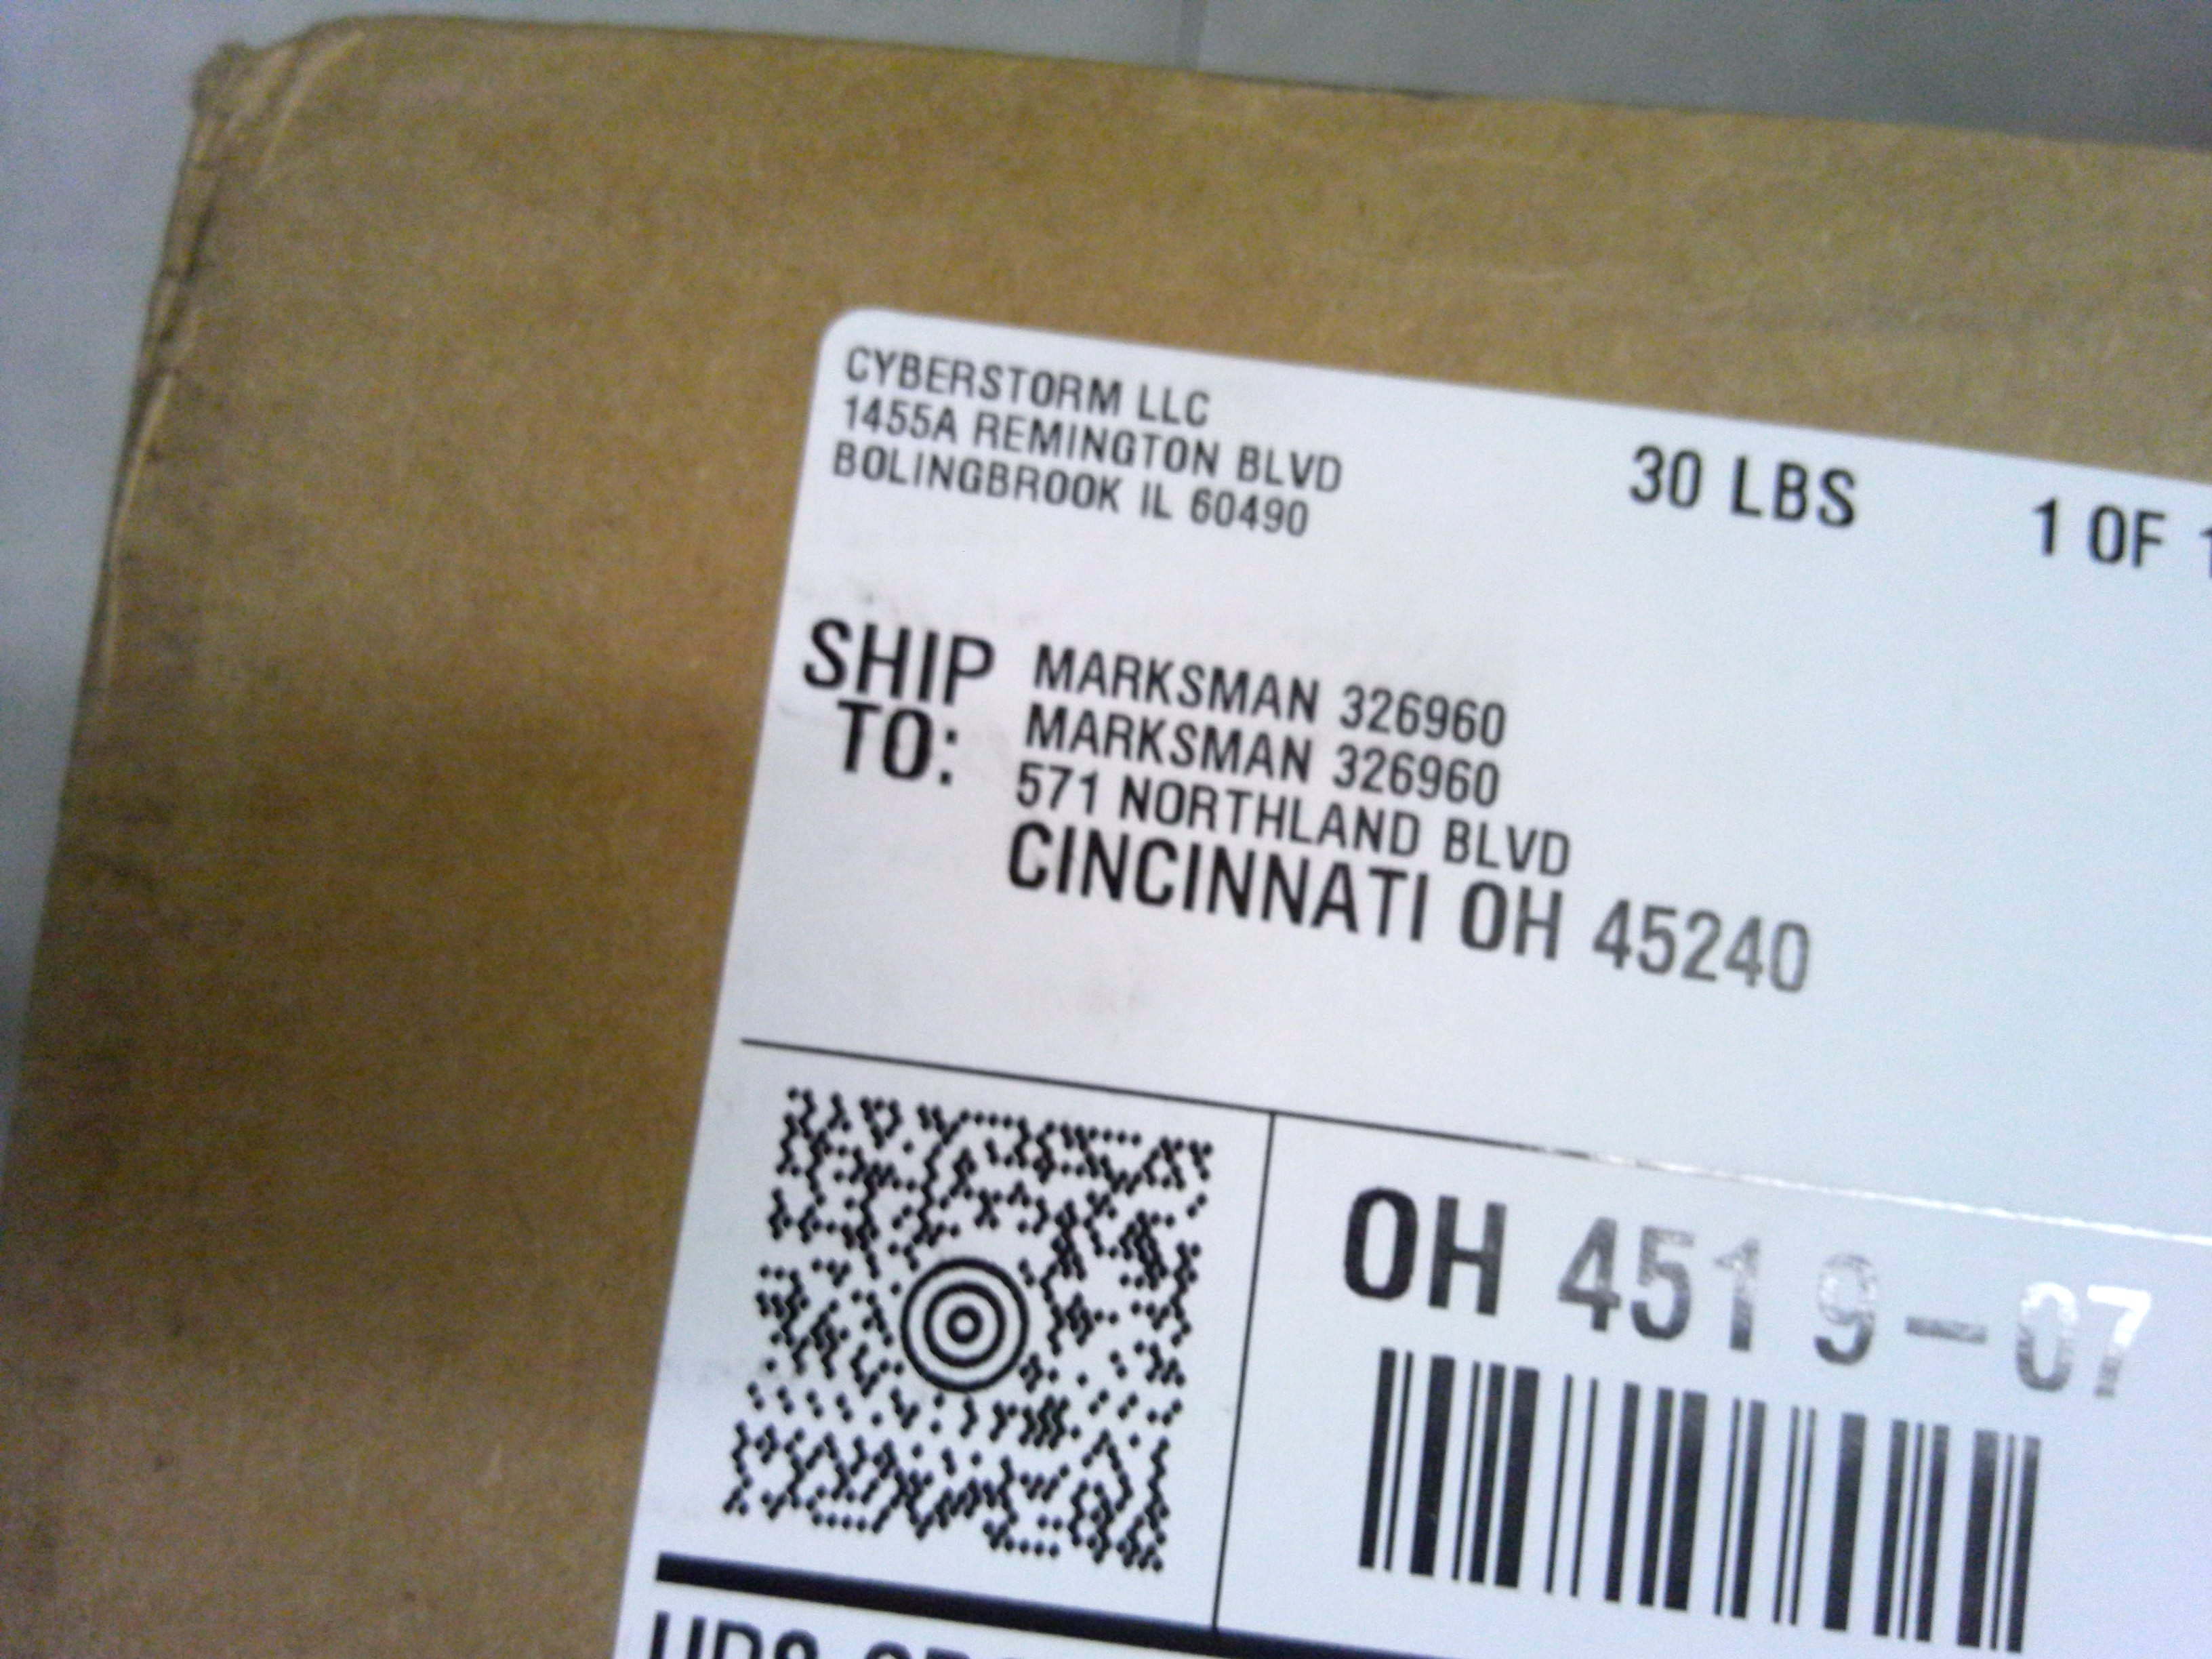 CYBERSTORM LLC
1455A REMINGTON BLVD
BOLINGBROOK IL 60490
30 LBS
1 OF 1
SHIP TO:
MARKSMAN 326960
MARKSMAN 326960
571 NORTHLAND BLVD
CINCINNATI OH 45240
OH 451 9-07